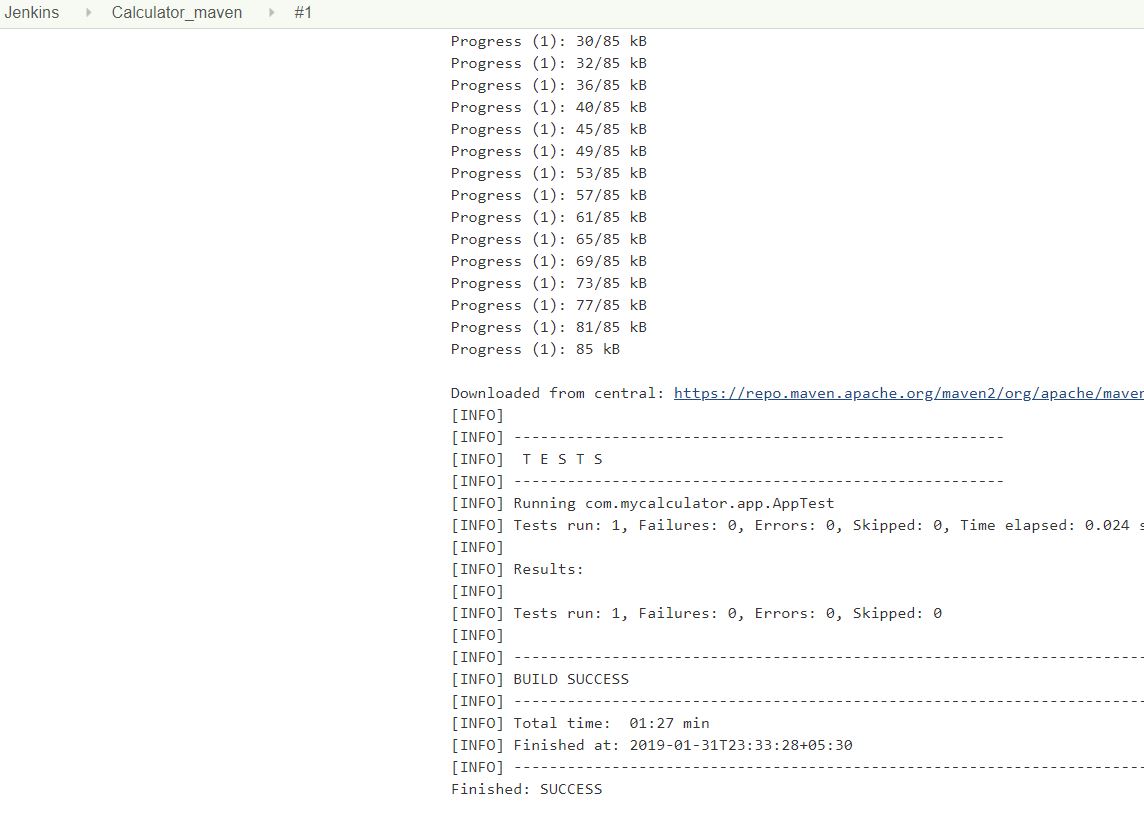 Jenkins Calculator_maven #1
Progress (1): 30/85 kB
Progress (1): 32/85 kB
Progress (1): 36/85 kB
Progress (1): 40/85 kB
Progress (1): 45/85 kB
Progress (1): 49/85 kB
Progress (1): 53/85 kB
Progress (1): 57/85 kB
Progress (1): 61/85 kB
Progress (1): 65/85 kB
Progress (1): 69/85 kB
Progress (1): 73/85 kB
Progress (1): 77/85 kB
Progress (1): 81/85 kB
Progress (1): 85 kB
Downloaded from central: https://repo.maven.apache.org/maven2/org/apache/maven
[INFO]
[INFO] -------------------------------------------------------
[INFO]  T E S T S
[INFO] -------------------------------------------------------
[INFO] Running com.mycalculator.app.AppTest
[INFO] Tests run: 1, Failures: 0, Errors: 0, Skipped: 0, Time elapsed: 0.024 s
[INFO]
[INFO] Results:
[INFO]
[INFO] Tests run: 1, Failures: 0, Errors: 0, Skipped: 0
[INFO]
[INFO] -----------------------------------------------------------------------
[INFO] BUILD SUCCESS
[INFO] -----------------------------------------------------------------------
[INFO] Total time:  01:27 min
[INFO] Finished at: 2019-01-31T23:33:28+05:30
[INFO] -----------------------------------------------------------------------
Finished: SUCCESS